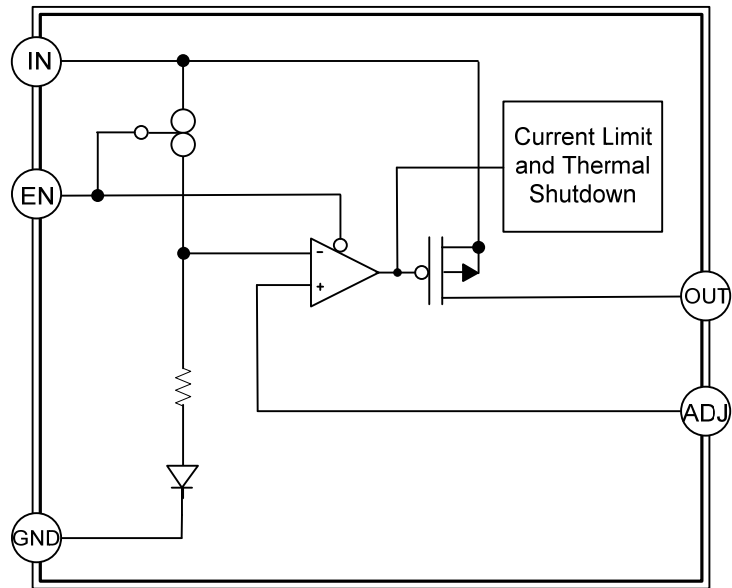 IN
EN
Current Limit
and Thermal
Shutdown
-
+
OUT
ADJ
GND